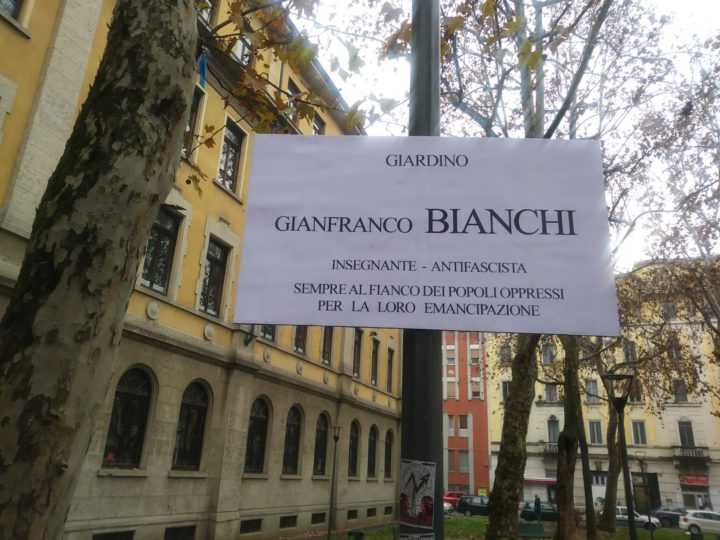 GIARDINO
GIANFRANCO BIANCHI
INSEGNANTE - ANTIFASCISTA
SEMPRE AL FIANCO DEI POPOLI OPPRESSI
PER LA LORO EMANCIPAZIONE